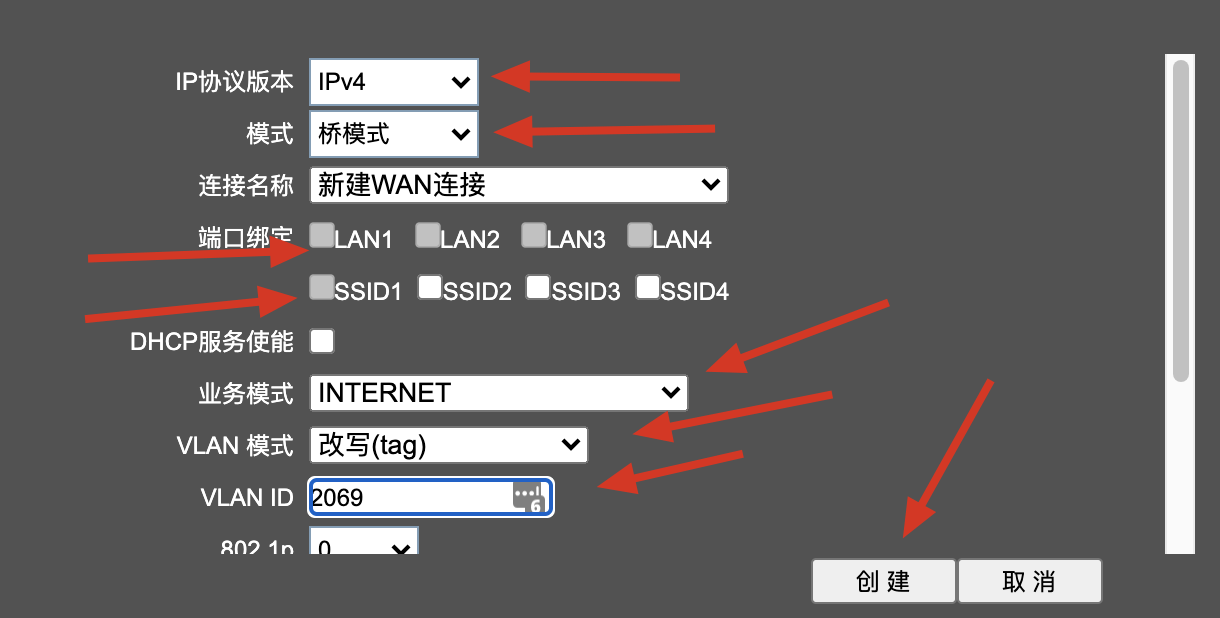 IP协议版本 IPv4
模式 桥模式
连接名称 新建WAN连接
端口绑定 LAN1 LAN2 LAN3 LAN4
SSID1 SSID2 SSID3 SSID4
DHCP服务使能
业务模式 INTERNET
VLAN 模式 改写(tag)
VLAN ID 2069 6
802.1p 0
创建 取消